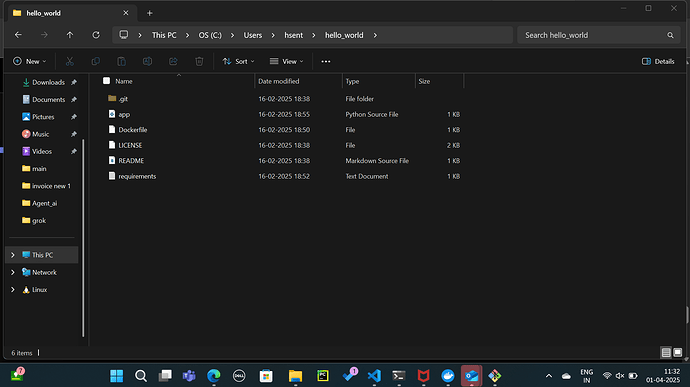 hello_world
This PC > OS (C:) > Users > hsent > hello_world >
Search hello_world
New
Sort
View
Details
Name Date modified Type Size
.git 16-02-2025 18:38 File folder
app 16-02-2025 18:55 Python Source File 1 KB
Dockerfile 16-02-2025 18:50 File 1 KB
LICENSE 16-02-2025 18:38 File 2 KB
README 16-02-2025 18:38 Markdown Source File 1 KB
requirements 16-02-2025 18:52 Text Document 1 KB
Downloads
Documents
Pictures
Music
Videos
main
invoice new 1
Agent_ai
grok
This PC
Network
Linux
6 items
7
DELL
PC
1
ENG
IN
11:32
01-04-2025